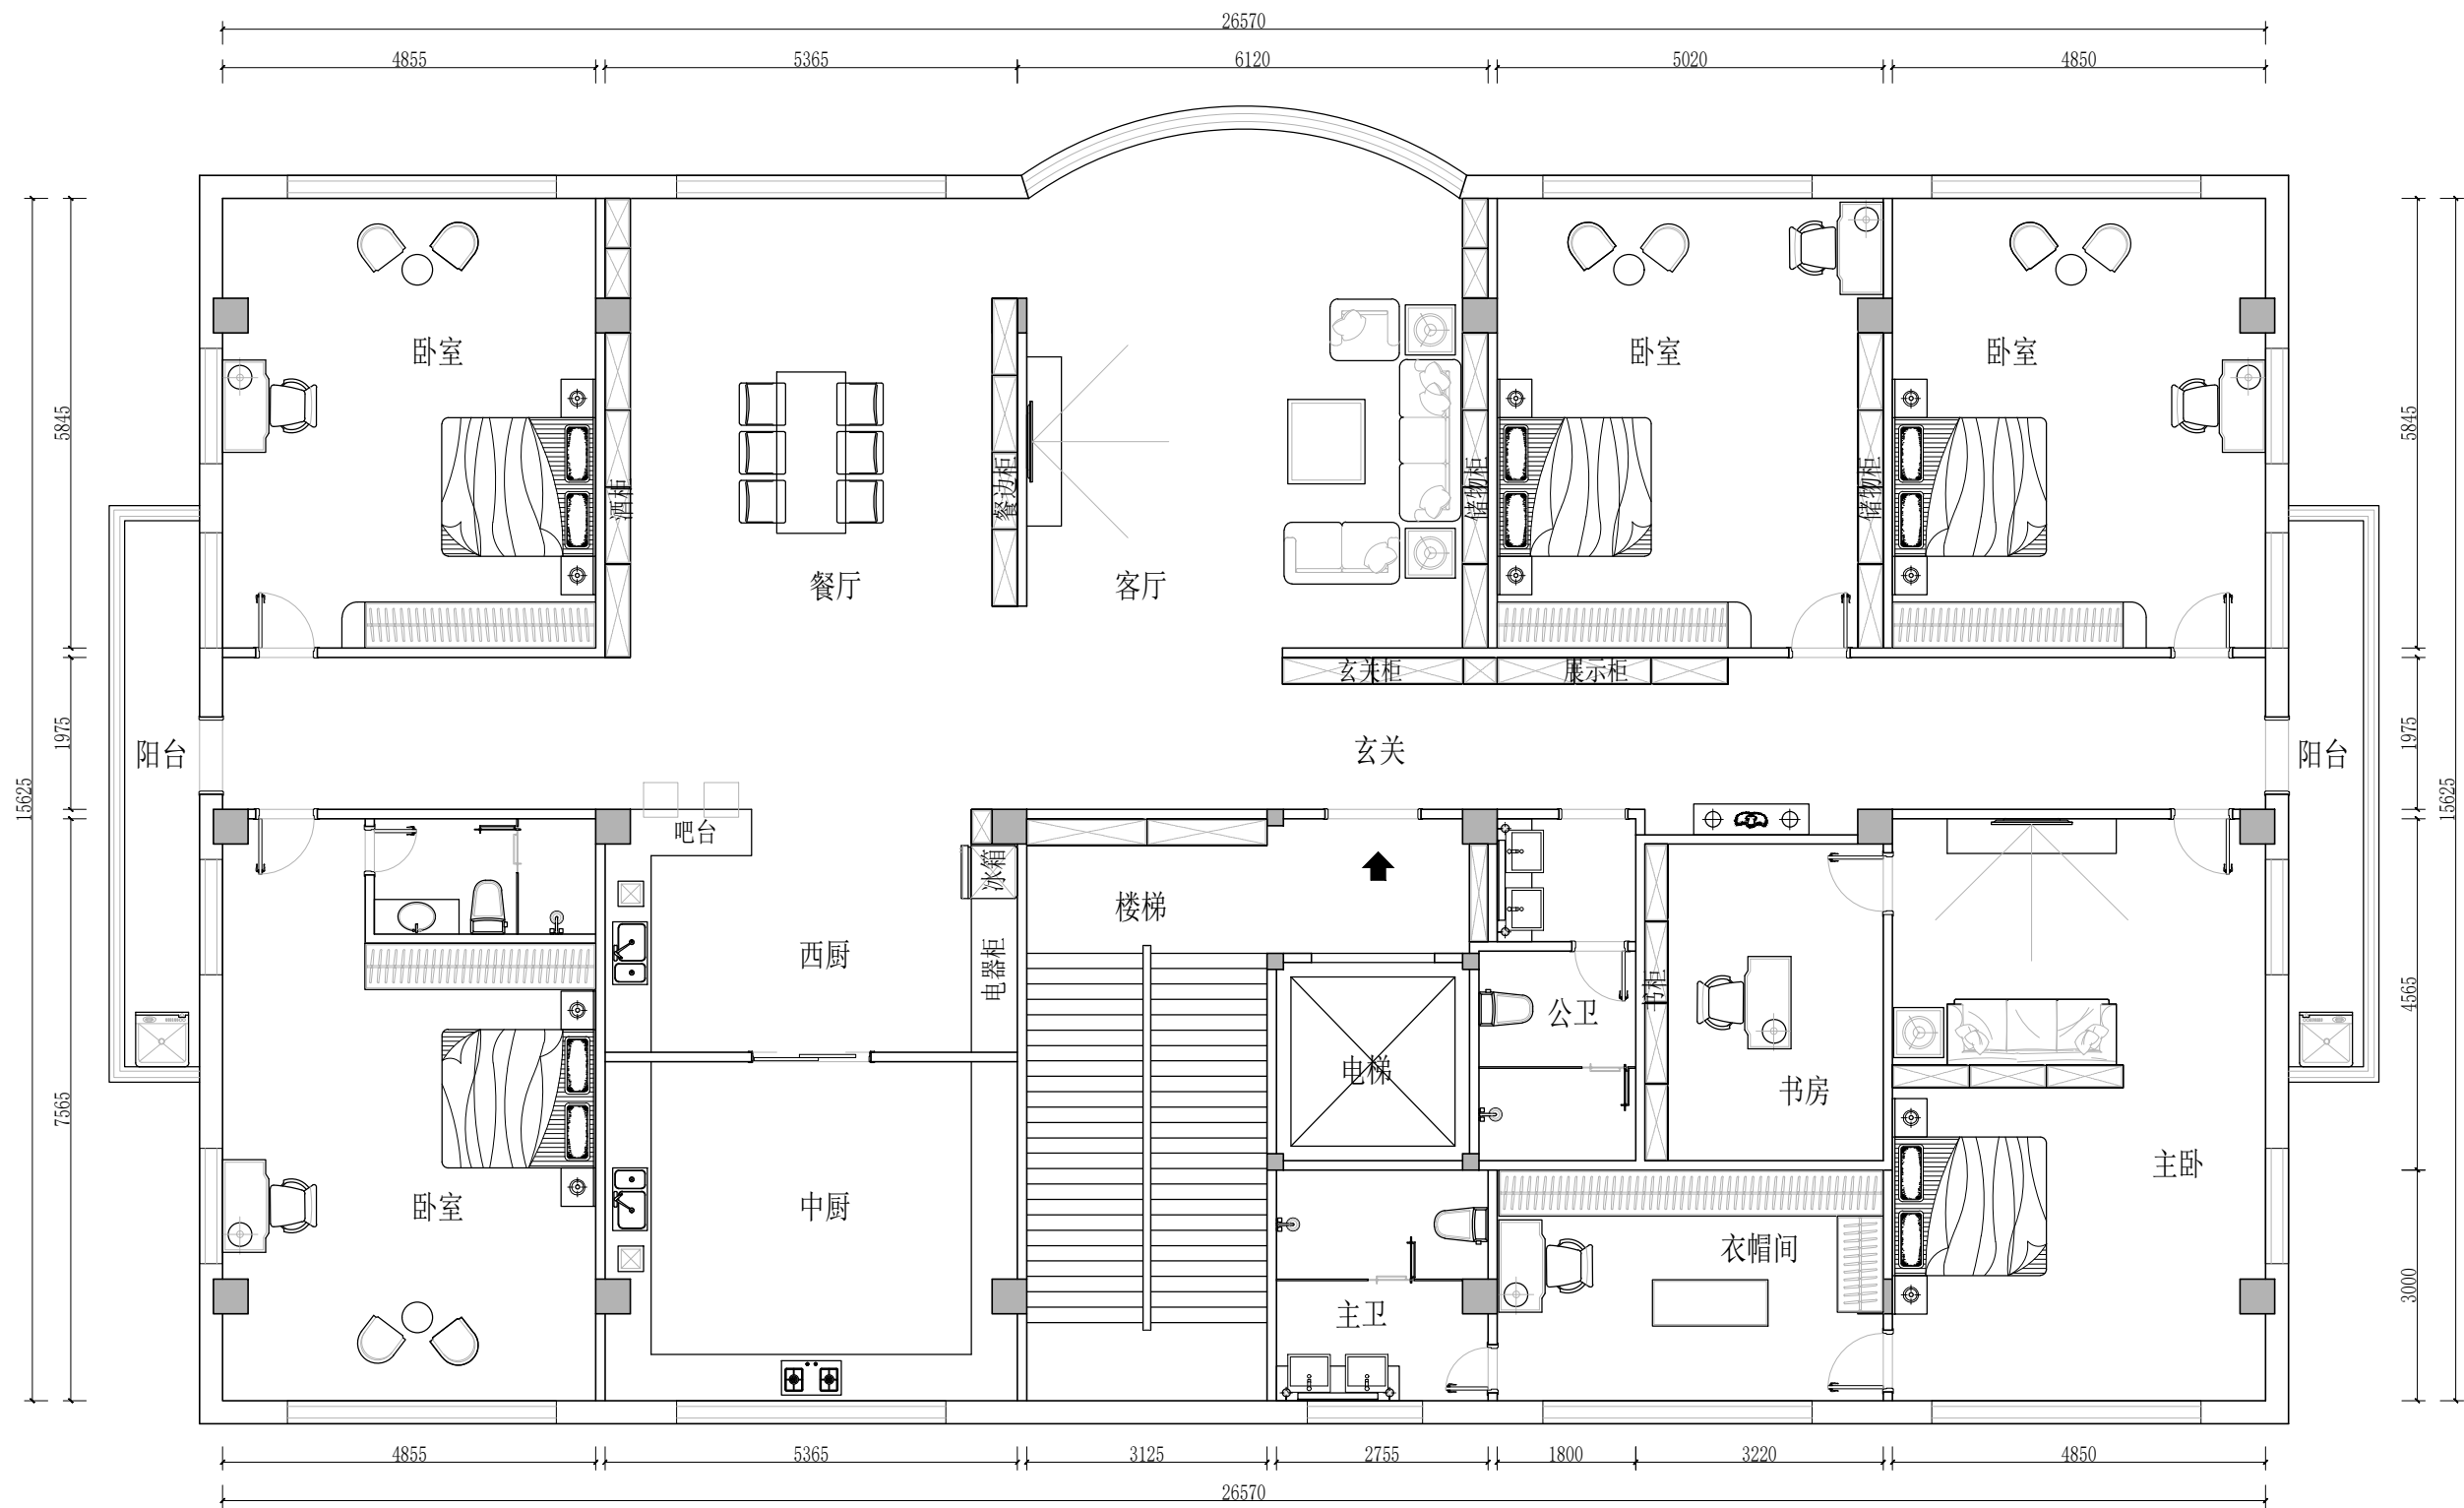 26570
4855
5365
6120
5020
4850
卧室
卧室
卧室
5845
5845
酒柜
餐边柜
储物柜
储物柜
餐厅
客厅
玄关柜
展示柜
1975
1975
阳台
玄关
阳台
15625
15625
吧台
冰箱
楼梯
西厨
电器柜
公卫
书柜
4565
电梯
书房
7565
主卧
卧室
中厨
衣帽间
3000
主卫
4855
5365
3125
2755
1800
3220
4850
26570